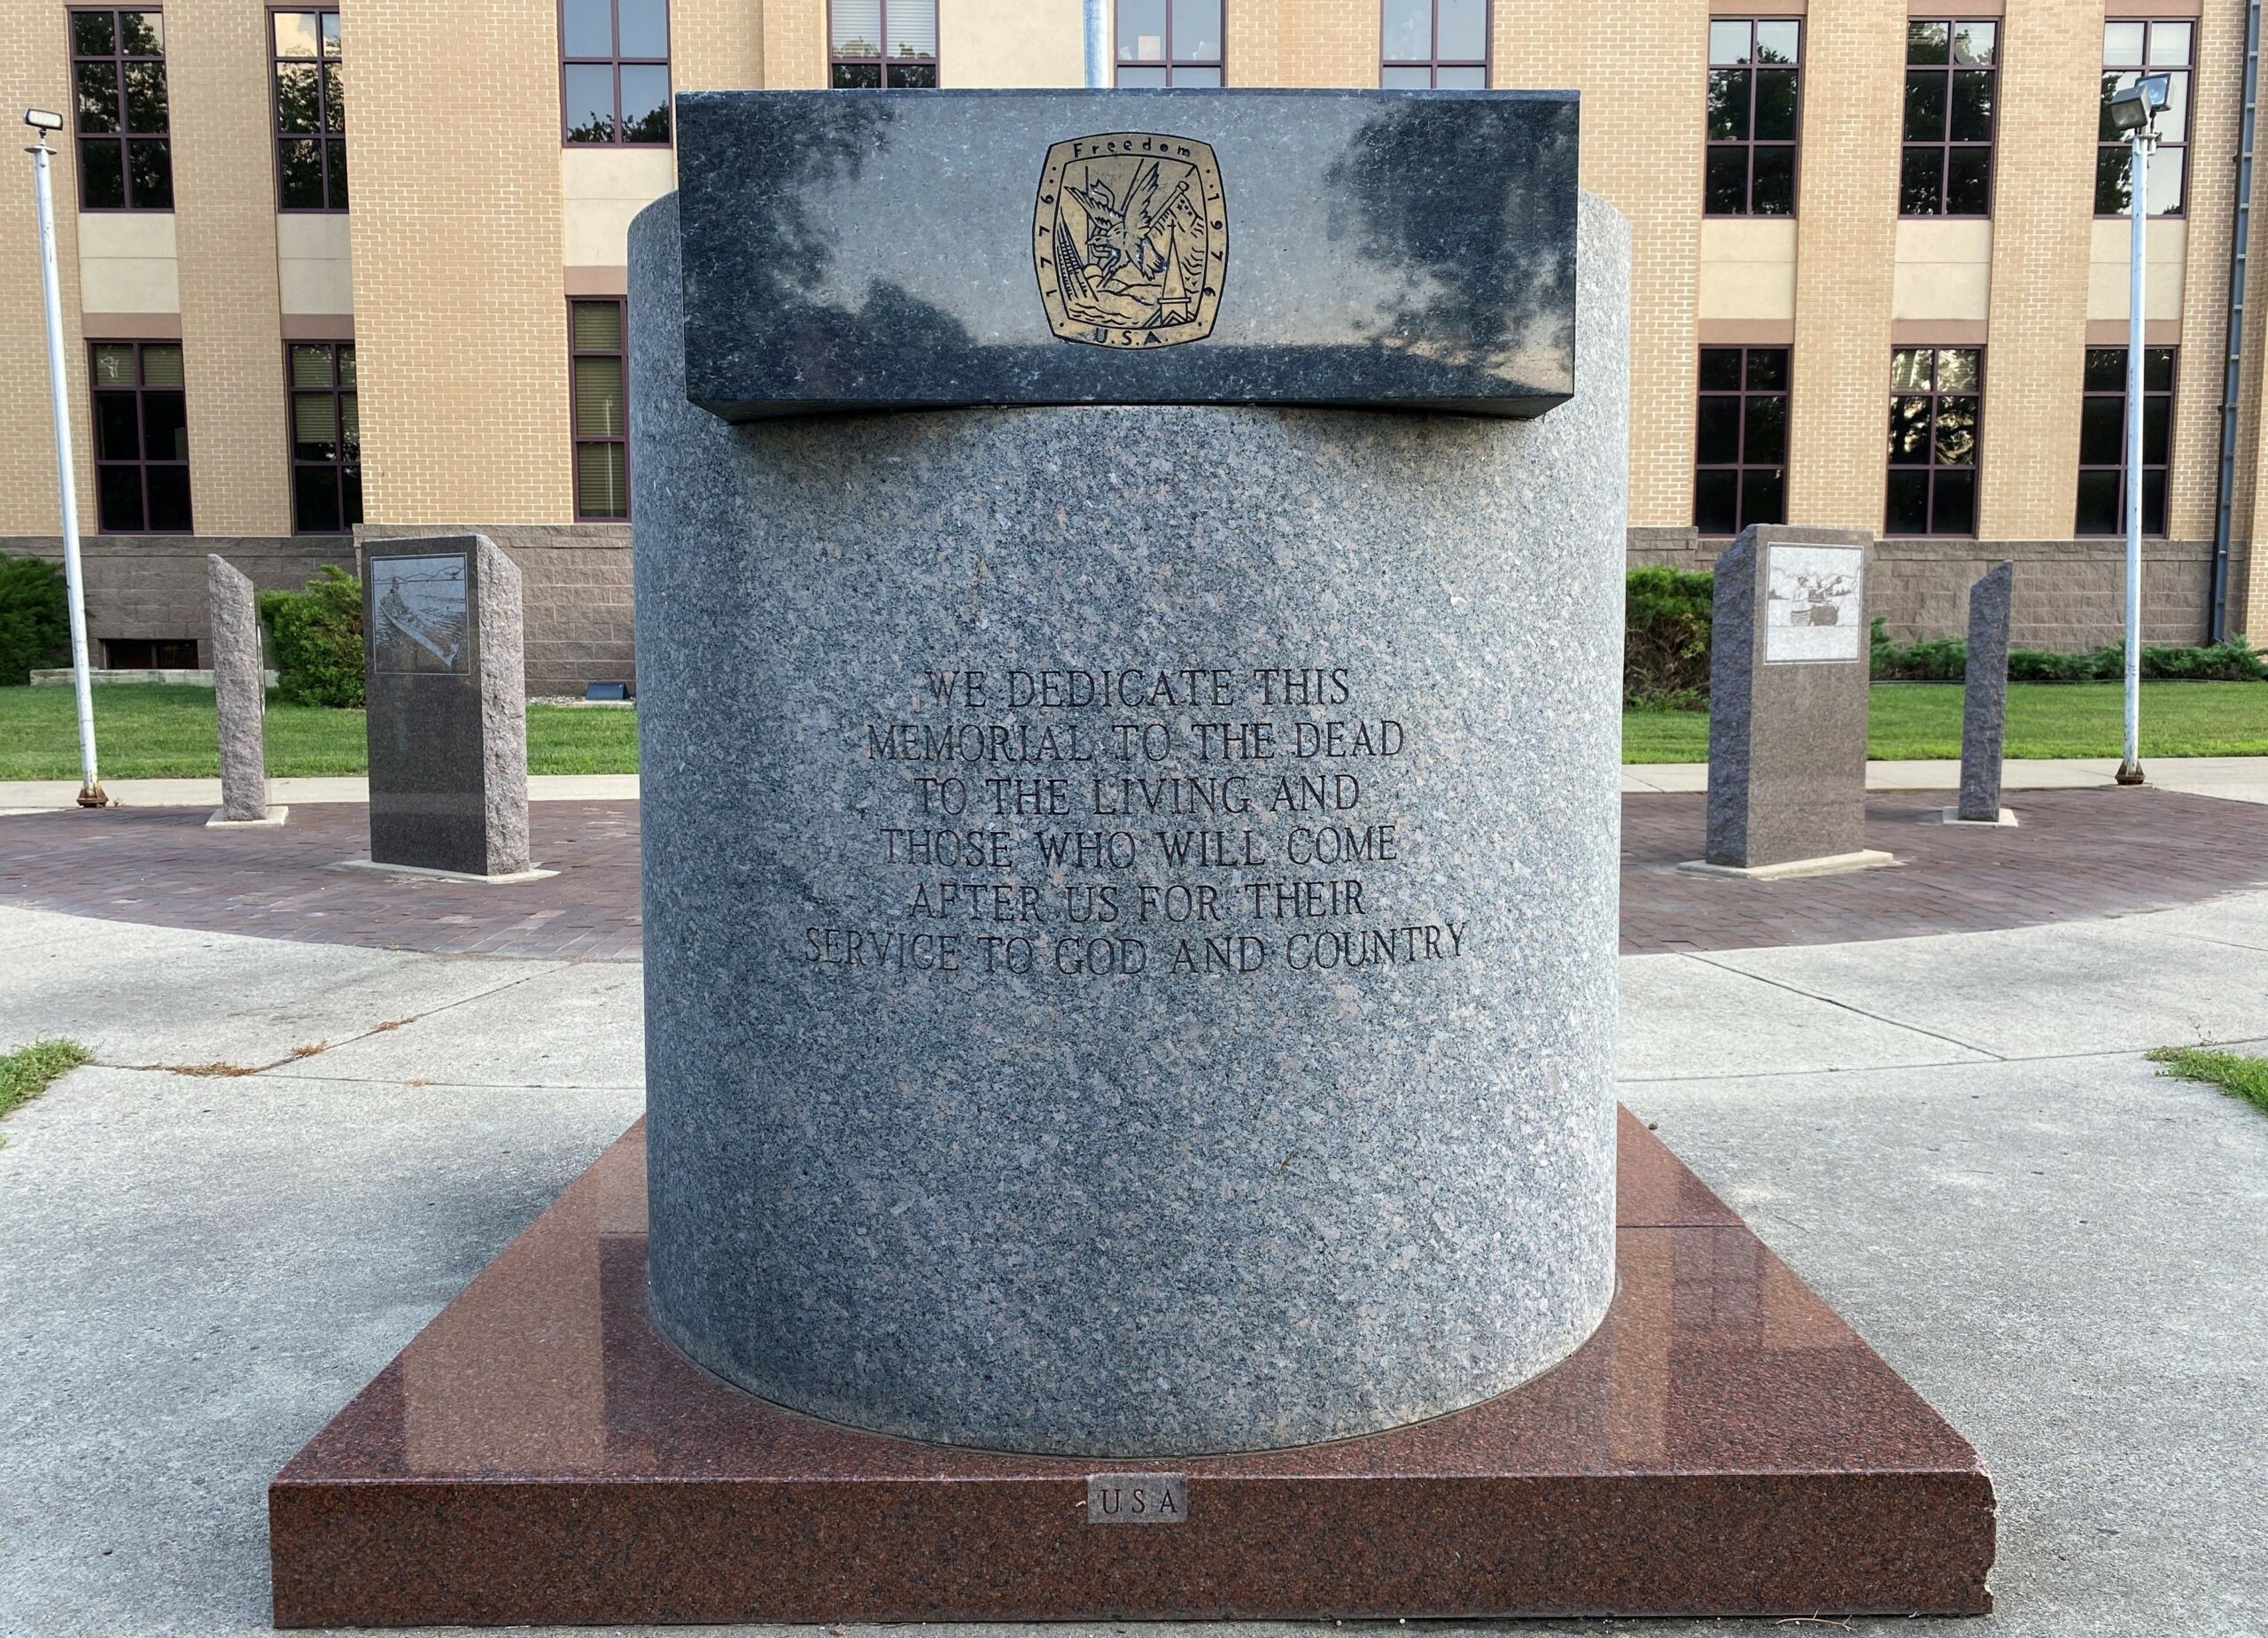 Freedom
1776 · · · · 1976
· U.S.A. ·
WE DEDICATE THIS
MEMORIAL TO THE DEAD
TO THE LIVING AND
THOSE WHO WILL COME
AFTER US FOR THEIR
SERVICE TO GOD AND COUNTRY
USA